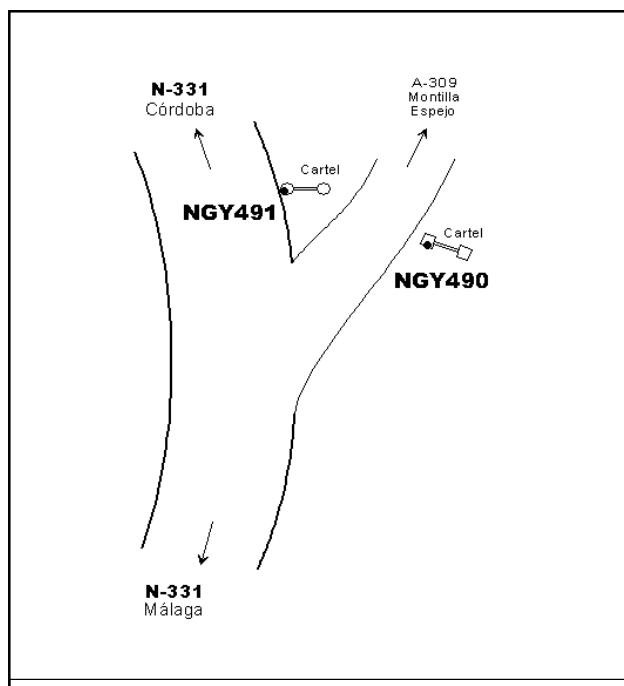 N-331
Córdoba
A-309
Montilla
Espejo
Cartel
NGY491
Cartel
NGY490
N-331
Málaga